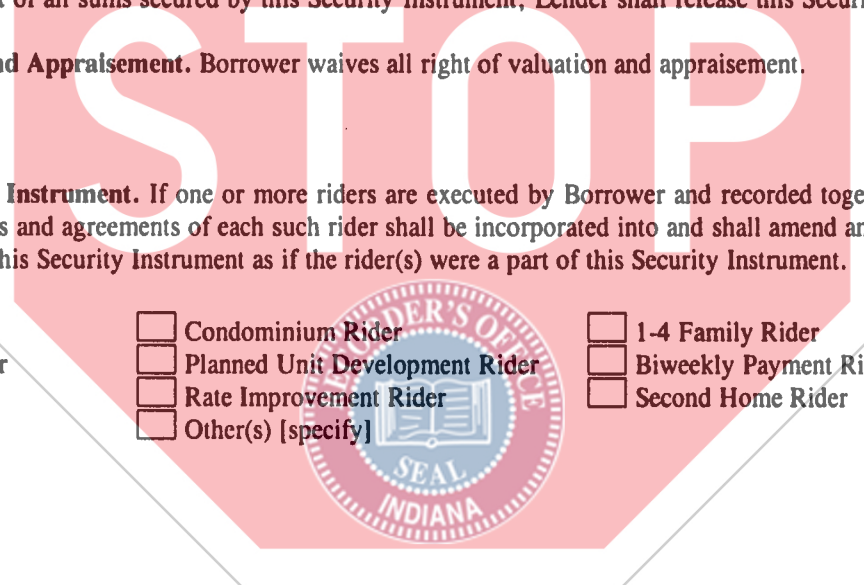 of all sums secured by this Security Instrument, Lender shall release this Securi
STOP
d Appraisement. Borrower waives all right of valuation and appraisement.
Instrument. If one or more riders are executed by Borrower and recorded toge
s and agreements of each such rider shall be incorporated into and shall amend an
his Security Instrument as if the rider(s) were a part of this Security Instrument.
Condominium Rider
1-4 Family Rider
r
Planned Unit Development Rider
Biweekly Payment Ri
Rate Improvement Rider
Second Home Rider
Other(s) [specify]
RECORDER'S OFFICE
SEAL
INDIANA